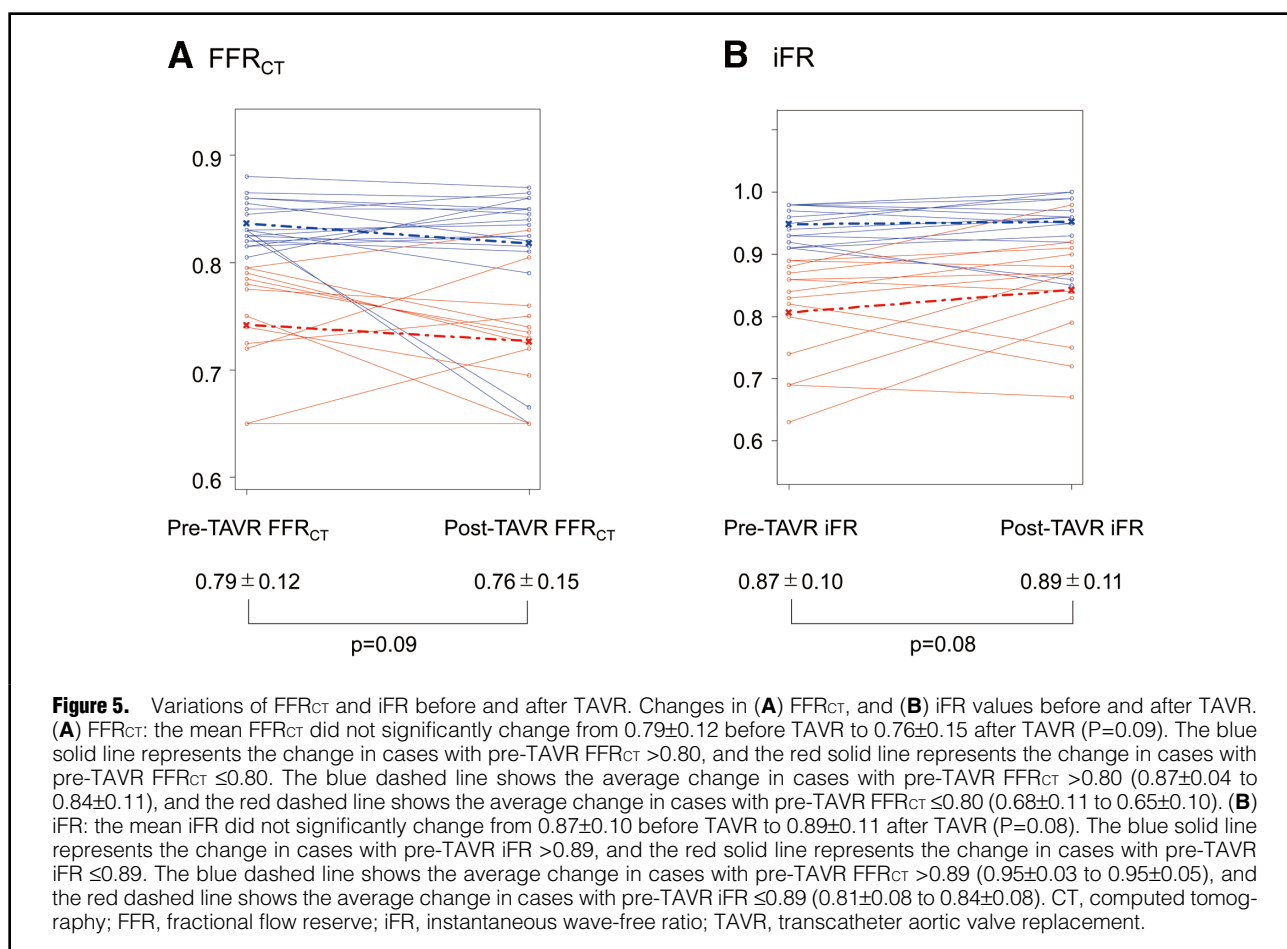 A FFRCT
B iFR
0.9
0.8
0.7
0.6
1.0
0.9
0.8
0.7
0.6
Pre-TAVR FFRCT
Post-TAVR FFRCT
Pre-TAVR iFR
Post-TAVR iFR
0.79 ± 0.12
0.76 ± 0.15
0.87 ± 0.10
0.89 ± 0.11
p=0.09
p=0.08
Figure 5. Variations of FFRCT and iFR before and after TAVR. Changes in (A) FFRCT, and (B) iFR values before and after TAVR.
(A) FFRCT: the mean FFRCT did not significantly change from 0.79±0.12 before TAVR to 0.76±0.15 after TAVR (P=0.09). The blue
solid line represents the change in cases with pre-TAVR FFRCT >0.80, and the red solid line represents the change in cases with
pre-TAVR FFRCT ≤0.80. The blue dashed line shows the average change in cases with pre-TAVR FFRCT >0.80 (0.87±0.04 to
0.84±0.11), and the red dashed line shows the average change in cases with pre-TAVR FFRCT ≤0.80 (0.68±0.11 to 0.65±0.10). (B)
iFR: the mean iFR did not significantly change from 0.87±0.10 before TAVR to 0.89±0.11 after TAVR (P=0.08). The blue solid line
represents the change in cases with pre-TAVR iFR >0.89, and the red solid line represents the change in cases with pre-TAVR
iFR ≤0.89. The blue dashed line shows the average change in cases with pre-TAVR FFRCT >0.89 (0.95±0.03 to 0.95±0.05), and
the red dashed line shows the average change in cases with pre-TAVR iFR ≤0.89 (0.81±0.08 to 0.84±0.08). CT, computed tomog-
raphy; FFR, fractional flow reserve; iFR, instantaneous wave-free ratio; TAVR, transcatheter aortic valve replacement.